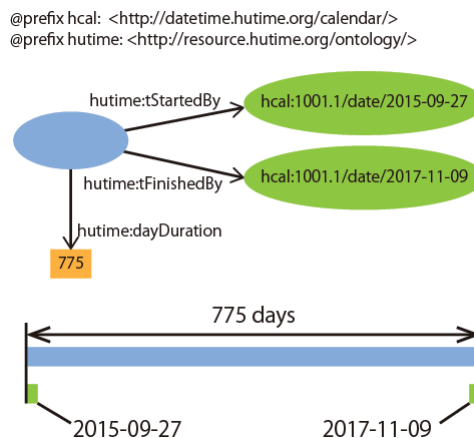 @prefix hcal: <http://datetime.hutime.org/calendar/>
@prefix hutime: <http://resource.hutime.org/ontology/>
hutime:tStartedBy
hcal:1001.1/date/2015-09-27
hcal:1001.1/date/2017-11-09
hutime:tFinishedBy
hutime:dayDuration
775
775 days
2015-09-27
2017-11-09